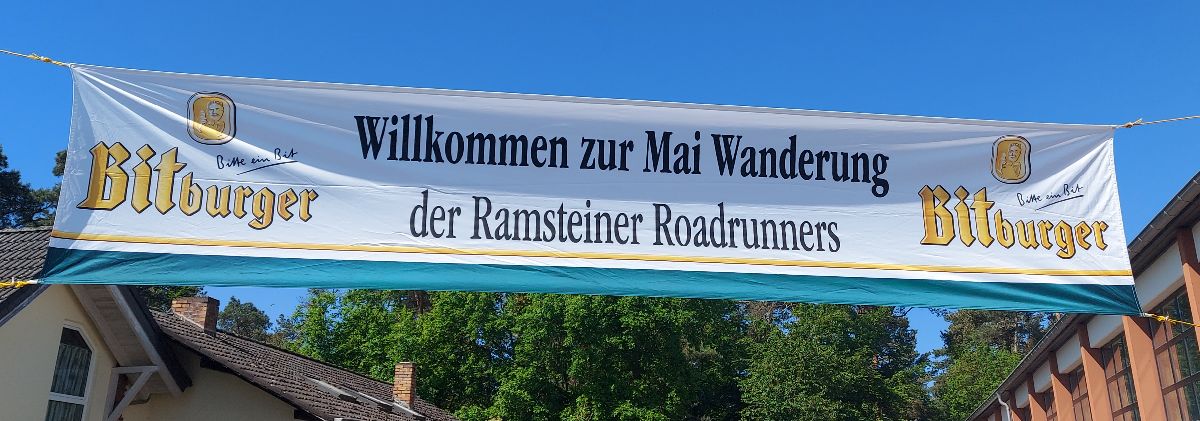 Willkommen zur Mai Wanderung
der Ramsteiner Roadrunners
Bitte ein Bit
Bitburger
Bitte ein Bit
Bitburger